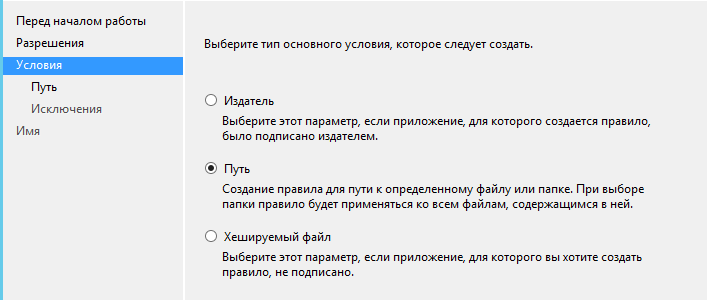 Перед началом работы
Разрешения
Условия
Путь
Исключения
Имя
Выберите тип основного условия, которое следует создать.
Издатель
Выберите этот параметр, если приложение, для которого создается правило,
было подписано издателем.
Путь
Создание правила для пути к определенному файлу или папке. При выборе
папки правило будет применяться ко всем файлам, содержащимся в ней.
Хешируемый файл
Выберите этот параметр, если приложение, для которого вы хотите создать
правило, не подписано.